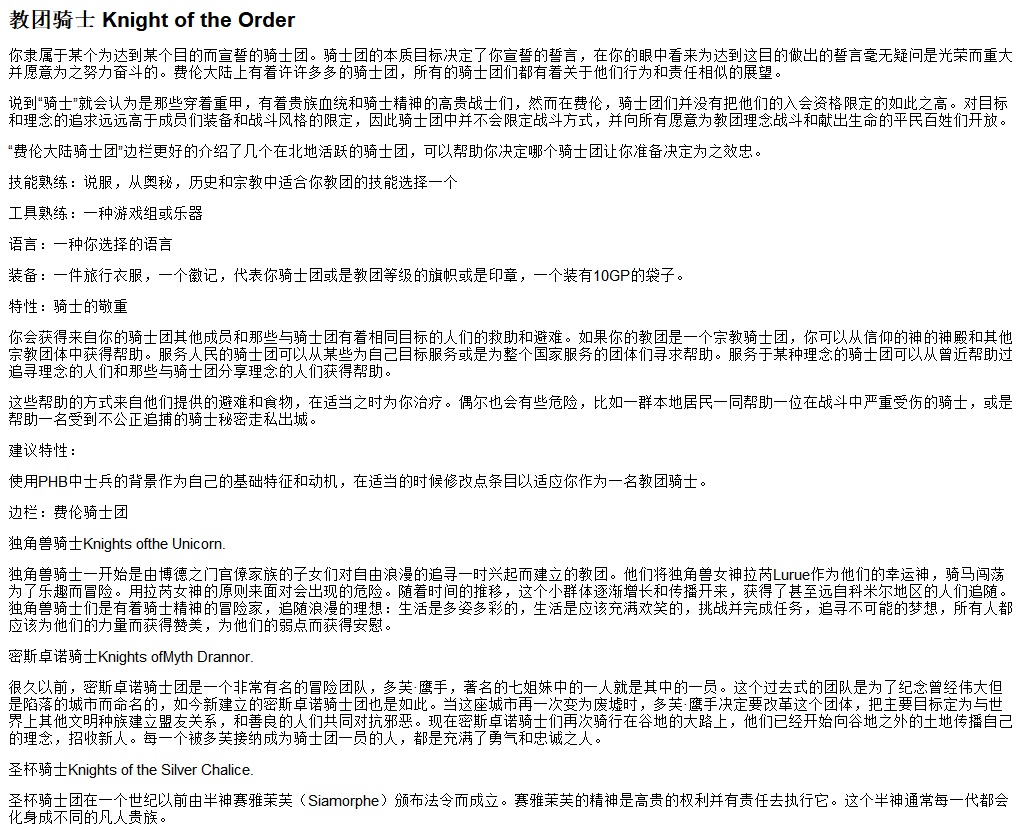 教团骑士 Knight of the Order
你隶属于某个为达到某个目的而宣誓的骑士团。骑士团的本质目标决定了你宣誓的誓言，在你的眼中看来为达到这目的做出的誓言毫无疑问是光荣而重大
并愿意为之努力奋斗的。费伦大陆上有着许许多多的骑士团，所有的骑士团们都有着关于他们行为和责任相似的展望。
说到“骑士”就会认为是那些穿着重甲，有着贵族血统和骑士精神的高贵战士们，然而在费伦，骑士团们并没有把他们的入会资格限定的如此之高。对目标
和理念的追求远远高于成员们装备和战斗风格的限定，因此骑士团中并不会限定战斗方式，并向所有愿意为教团理念战斗和献出生命的平民百姓们开放。
“费伦大陆骑士团”边栏更好的介绍了几个在北地活跃的骑士团，可以帮助你决定哪个骑士团让你准备决定为之效忠。
技能熟练：说服，从奥秘，历史和宗教中适合你教团的技能选择一个
工具熟练：一种游戏组或乐器
语言：一种你选择的语言
装备：一件旅行衣服，一个徽记，代表你骑士团或是教团等级的旗帜或是印章，一个装有10GP的袋子。
特性：骑士的敬重
你会获得来自你的骑士团其他成员和那些与骑士团有着相同目标的人们的救助和避难。如果你的教团是一个宗教骑士团，你可以从信仰的神的神殿和其他
宗教团体中获得帮助。服务人民的骑士团可以从某些为自己目标服务或是为整个国家服务的团体们寻求帮助。服务于某种理念的骑士团可以从曾近帮助过
追寻理念的人们和那些与骑士团分享理念的人们获得帮助。
这些帮助的方式来自他们提供的避难和食物，在适当之时为你治疗。偶尔也会有些危险，比如一群本地居民一同帮助一位在战斗中严重受伤的骑士，或是
帮助一名受到不公正追捕的骑士秘密走私出城。
建议特性：
使用PHB中士兵的背景作为自己的基础特征和动机，在适当的时候修改点条目以适应你作为一名教团骑士。
边栏：费伦骑士团
独角兽骑士Knights ofthe Unicorn.
独角兽骑士一开始是由博德之门官僚家族的子女们对自由浪漫的追寻一时兴起而建立的教团。他们将独角兽女神拉芮Lurue作为他们的幸运神，骑马闯荡
为了乐趣而冒险。用拉芮女神的原则来面对会出现的危险。随着时间的推移，这个小群体逐渐增长和传播开来，获得了甚至远自科米尔地区的人们追随。
独角兽骑士们是有着骑士精神的冒险家，追随浪漫的理想：生活是多姿多彩的，生活是应该充满欢笑的，挑战并完成任务，追寻不可能的梦想，所有人都
应该为他们的力量而获得赞美，为他们的弱点而获得安慰。
密斯卓诺骑士Knights ofMyth Drannor.
很久以前，密斯卓诺骑士团是一个非常有名的冒险团队，多芙·鹰手，著名的七姐妹中的一人就是其中的一员。这个过去式的团队是为了纪念曾经伟大但
是陷落的城市而命名的，如今新建立的密斯卓诺骑士团也是如此。当这座城市再一次变为废墟时，多芙·鹰手决定要改革这个团体，把主要目标定为与世
界上其他文明种族建立盟友关系，和善良的人们共同对抗邪恶。现在密斯卓诺骑士们再次骑行在谷地的大路上，他们已经开始向谷地之外的土地传播自己
的理念，招收新人。每一个被多芙接纳成为骑士团一员的人，都是充满了勇气和忠诚之人。
圣杯骑士Knights of the Silver Chalice.
圣杯骑士团在一个世纪以前由半神赛雅茉芙（Siamorphe）颁布法令而成立。赛雅茉芙的精神是高贵的权利并有责任去执行它。这个半神通常每一代都会
化身成不同的凡人贵族。